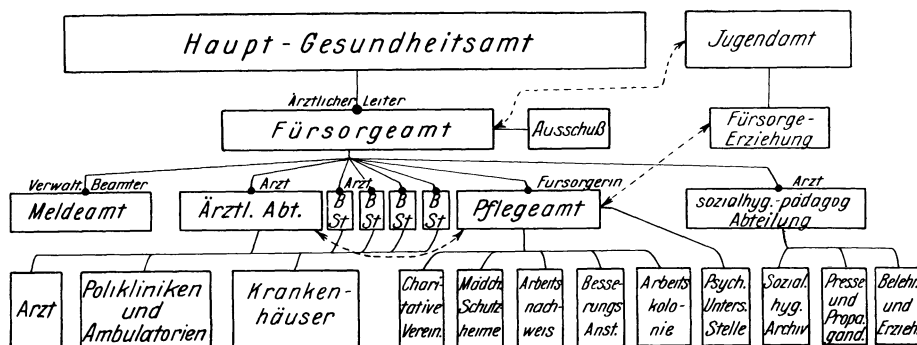 Haupt-Gesundheitsamt
Jugendamt
Ärztlicher Leiter
Fürsorgeamt
Ausschuß
Fürsorge-
Erziehung
Verwalt. Beamter
Meldeamt
Arzt
Ärztl. Abt.
Arzt
B
St
B
St
B
St
B
St
Fürsorgerin
Pflegeamt
Arzt
sozialhyg.-pädagog
Abteilung
Arzt
Polikliniken
und
Ambulatorien
Kranken-
häuser
Chari-
tative
Verein.
Mädch.
Schutz-
heime
Arbeits
nach-
weis
Besse-
rungs
Anst.
Arbeits
kolo-
nie
Psych.
Unters.
Stelle
Sozial.
hyg.
Archiv
Presse
und
Propa.
gand.
Belehr.
und
Erzieh.